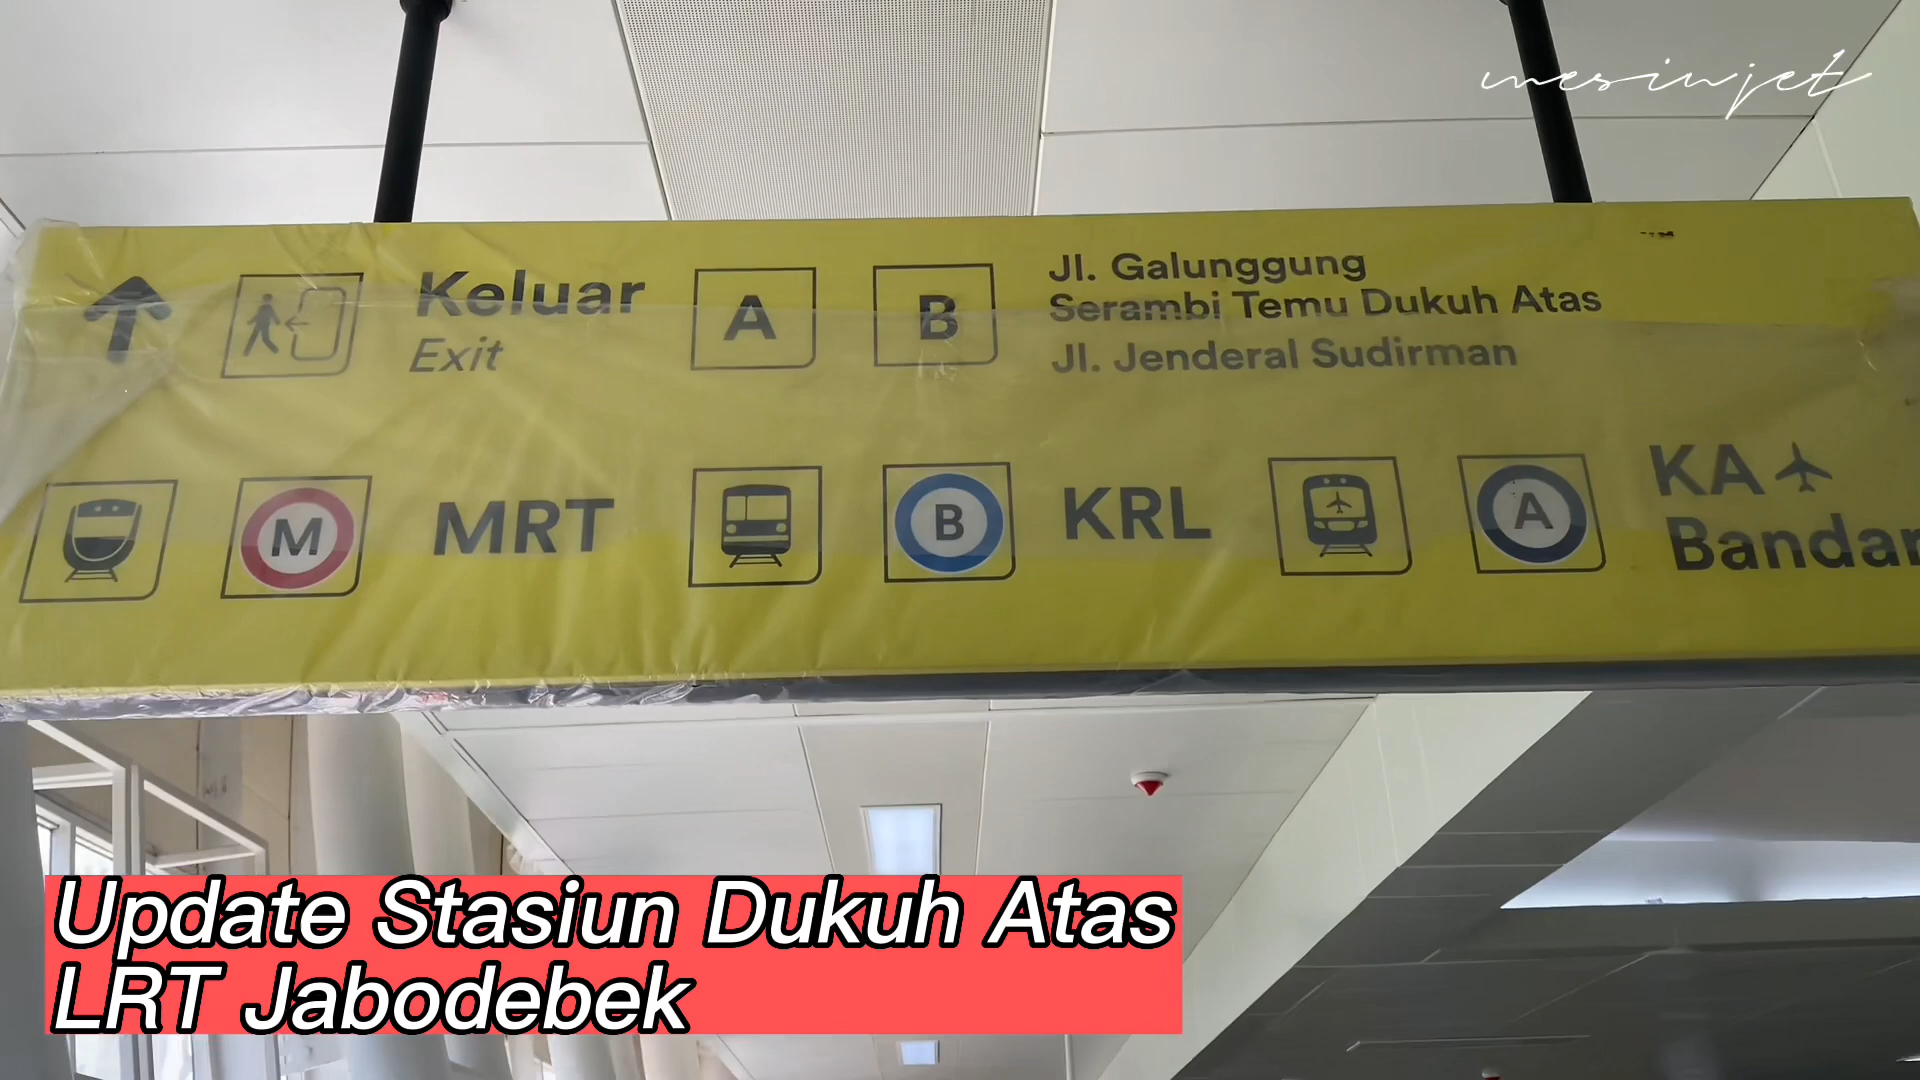 mesinjet
Keluar
Exit
A
B
Jl. Galunggung
Serambi Temu Dukuh Atas
Jl. Jenderal Sudirman
M
MRT
B
KRL
A
KA
Bandar
Update Stasiun Dukuh Atas
LRT Jabodebek